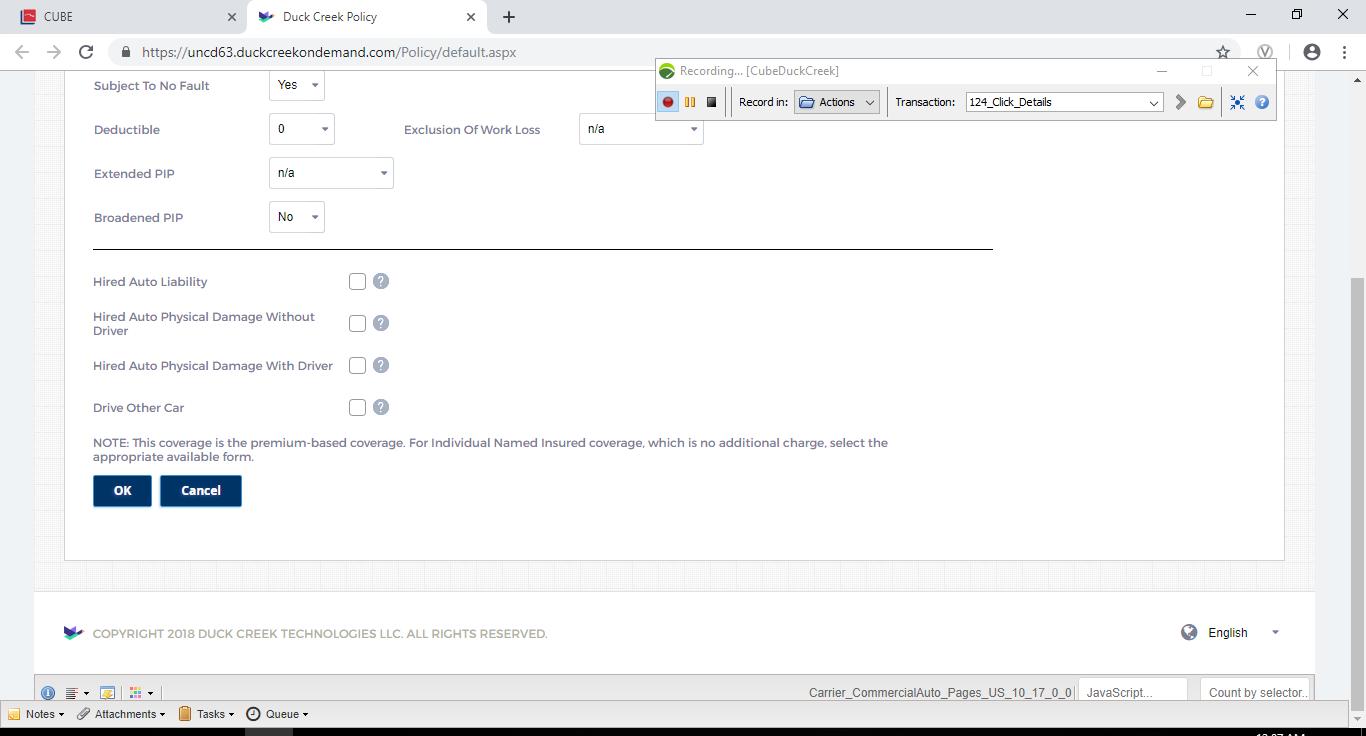 CUBE
Duck Creek Policy
https://uncd63.duckcreekondemand.com/Policy/default.aspx
Recording... [CubeDuckCreek]
Record in: Actions Transaction: 124_Click_Details
Subject To No Fault Yes
Deductible 0 Exclusion Of Work Loss n/a
Extended PIP n/a
Broadened PIP No
Hired Auto Liability
Hired Auto Physical Damage Without
Driver
Hired Auto Physical Damage With Driver
Drive Other Car
NOTE: This coverage is the premium-based coverage. For Individual Named Insured coverage, which is no additional charge, select the
appropriate available form.
OK Cancel
COPYRIGHT 2018 DUCK CREEK TECHNOLOGIES LLC. ALL RIGHTS RESERVED.
English
Carrier_CommercialAuto_Pages_US_10_17_0_0 JavaScript... Count by selector..
Notes Attachments Tasks Queue